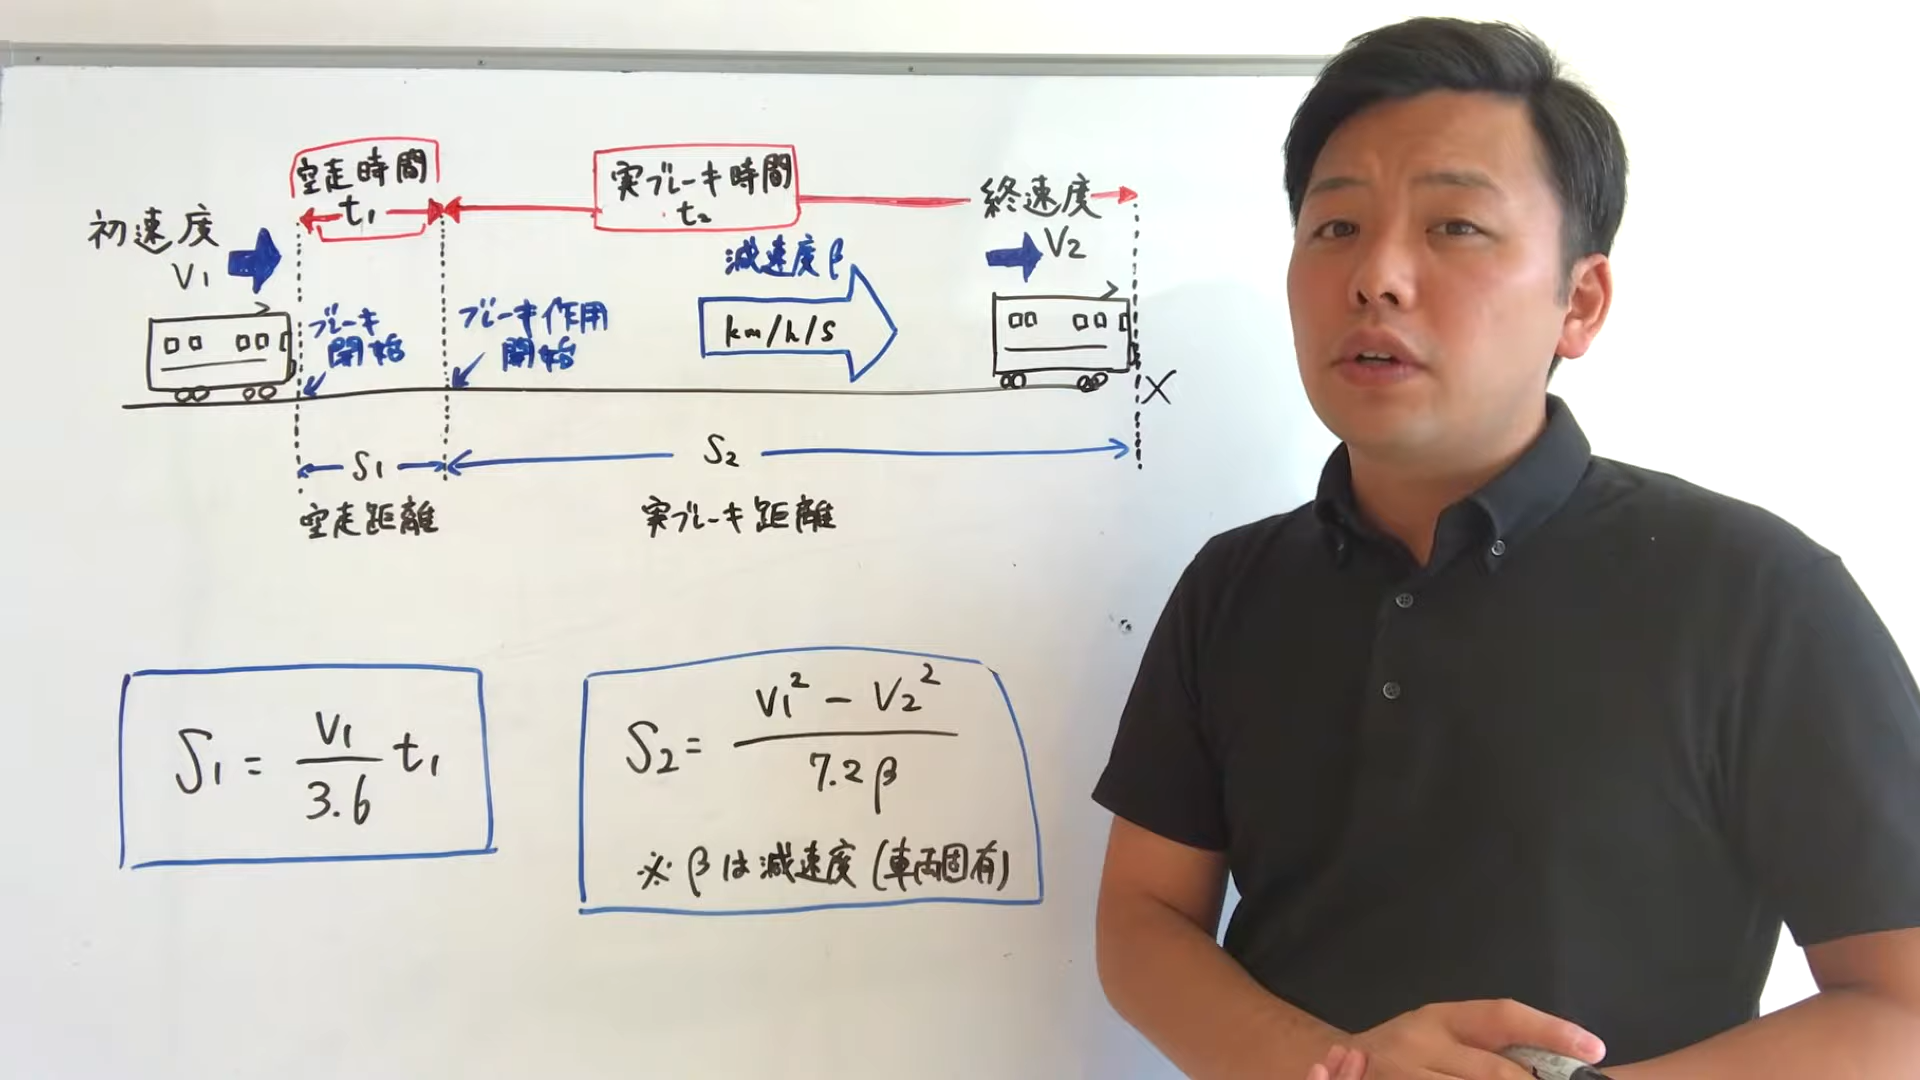 空走時間
t₁
実ブレーキ時間
t₂
初速度
V₁
終速度
V₂
ブレーキ
開始
ブレーキ作用
開始
減速度β
km/h/s
X
S₁
S₂
空走距離
実ブレーキ距離
S₁ = V₁/3.6 t₁
S₂ = V₁² − V₂² / 7.2β
※βは減速度(車両固有)